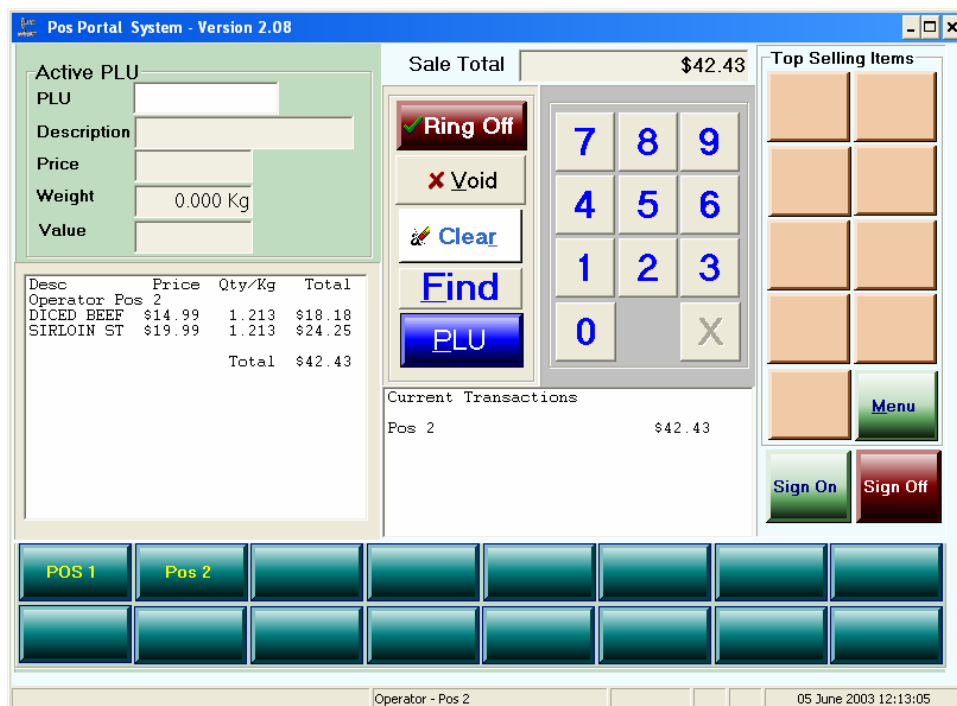 Pos Portal System - Version 2.08
Active PLU
PLU
Description
Price
Weight 0.000 Kg
Value
Sale Total $42.43
Ring Off
Void
Clear
Find
PLU
7 8 9
4 5 6
1 2 3
0 X
Top Selling Items
Menu
Sign On Sign Off
Desc Price Qty/Kg Total
Operator Pos 2
DICED BEEF $14.99 1.213 $18.18
SIRLOIN ST $19.99 1.213 $24.25
Total $42.43
Current Transactions
Pos 2 $42.43
POS 1 Pos 2
Operator - Pos 2 05 June 2003 12:13:05